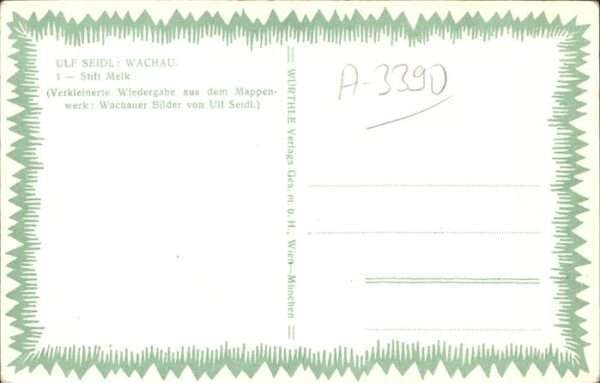 ULF SEIDL: WACHAU.
1 — Stift Melk
(Verkleinerte Wiedergabe aus dem Mappen-
werk: Wachauer Bilder von Ulf Seidl.)
WÜRTHLE Verlags Ges. m. b. H., Wien—München
A-3390